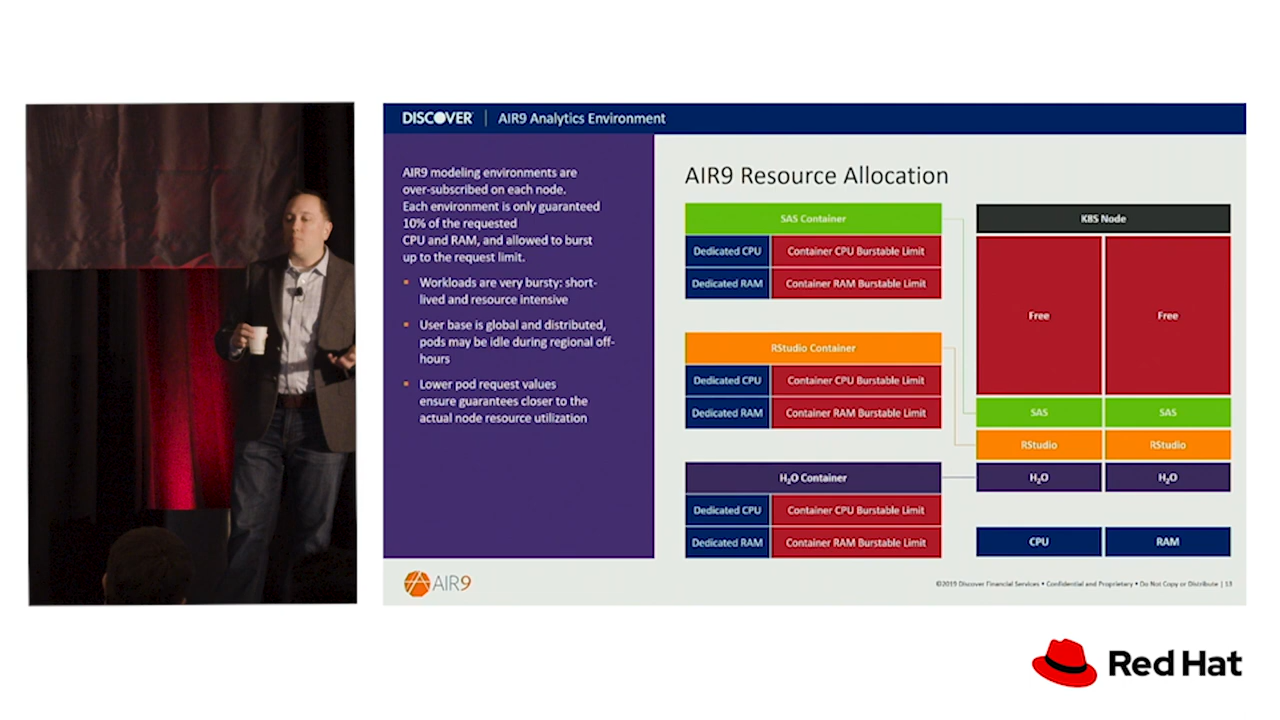 DISCOVER | AIR9 Analytics Environment
AIR9 modeling environments are
over-subscribed on each node.
Each environment is only guaranteed
10% of the requested
CPU and RAM, and allowed to burst
up to the request limit.
▪ Workloads are very bursty: short-
lived and resource intensive
▪ User base is global and distributed,
pods may be idle during regional off-
hours
▪ Lower pod request values
ensure guarantees closer to the
actual node resource utilization
AIR9 Resource Allocation
SAS Container
Dedicated CPU Container CPU Burstable Limit
Dedicated RAM Container RAM Burstable Limit
RStudio Container
Dedicated CPU Container CPU Burstable Limit
Dedicated RAM Container RAM Burstable Limit
H₂O Container
Dedicated CPU Container CPU Burstable Limit
Dedicated RAM Container RAM Burstable Limit
K8S Node
Free Free
SAS SAS
RStudio RStudio
H₂O H₂O
CPU RAM
AIR9
©2019 Discover Financial Services • Confidential and Proprietary • Do Not Copy or Distribute | 13
Red Hat